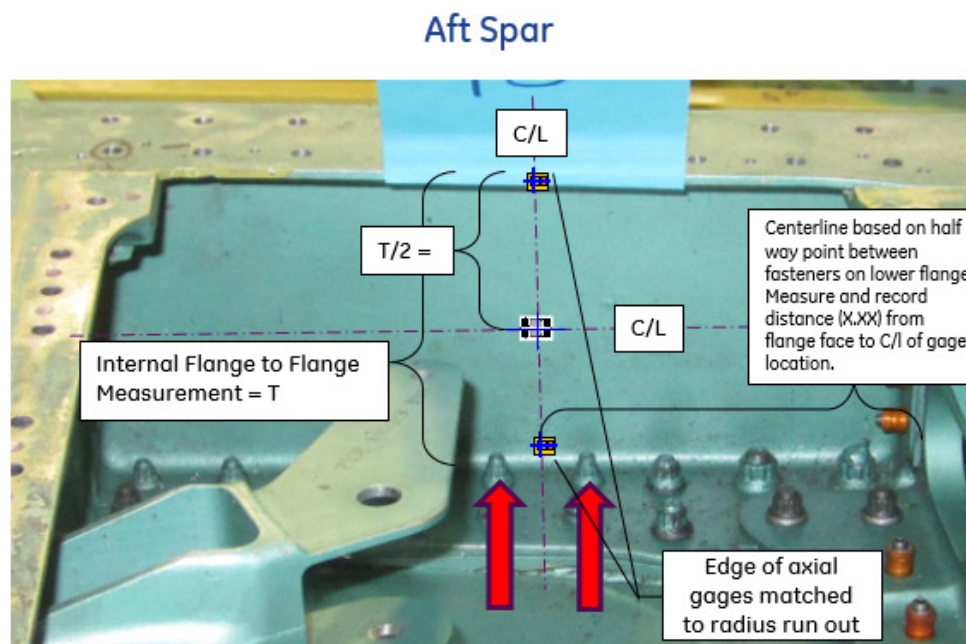 Aft Spar
C/L
T/2 =
Centerline based on half
way point between
fasteners on lower flange
Measure and record
distance (X.XX) from
flange face to C/l of gage
location.
C/L
Internal Flange to Flange
Measurement = T
Edge of axial
gages matched
to radius run out